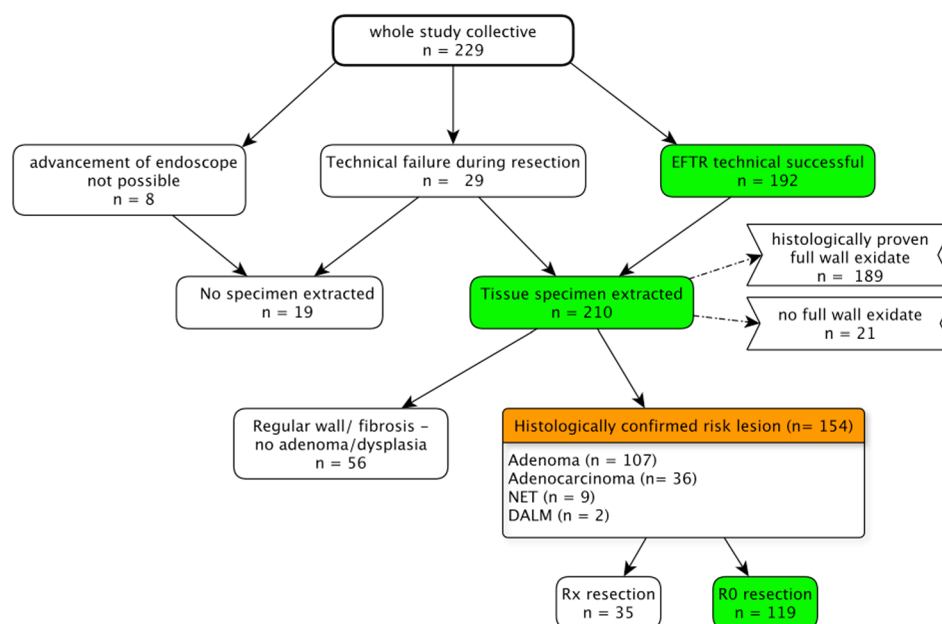 whole study collective
n = 229
advancement of endoscope
not possible
n = 8
Technical failure during resection
n =   29
EFTR technical successful
n = 192
histologically proven
full wall exidate
n =  189
No specimen extracted
n = 19
Tissue specimen extracted
n = 210
no full wall exidate
n = 21
Regular wall/ fibrosis –
no adenoma/dysplasia
n = 56
Histologically confirmed risk lesion (n= 154)
Adenoma (n = 107)
Adenocarcinoma (n= 36)
NET (n = 9)
DALM (n = 2)
Rx resection
n = 35
R0 resection
n = 119